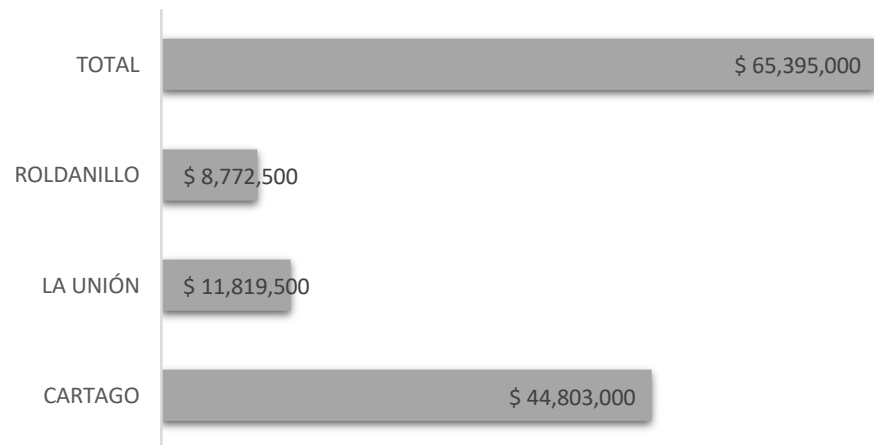 TOTAL $ 65,395,000
ROLDANILLO $ 8,772,500
LA UNIÓN $ 11,819,500
CARTAGO $ 44,803,000